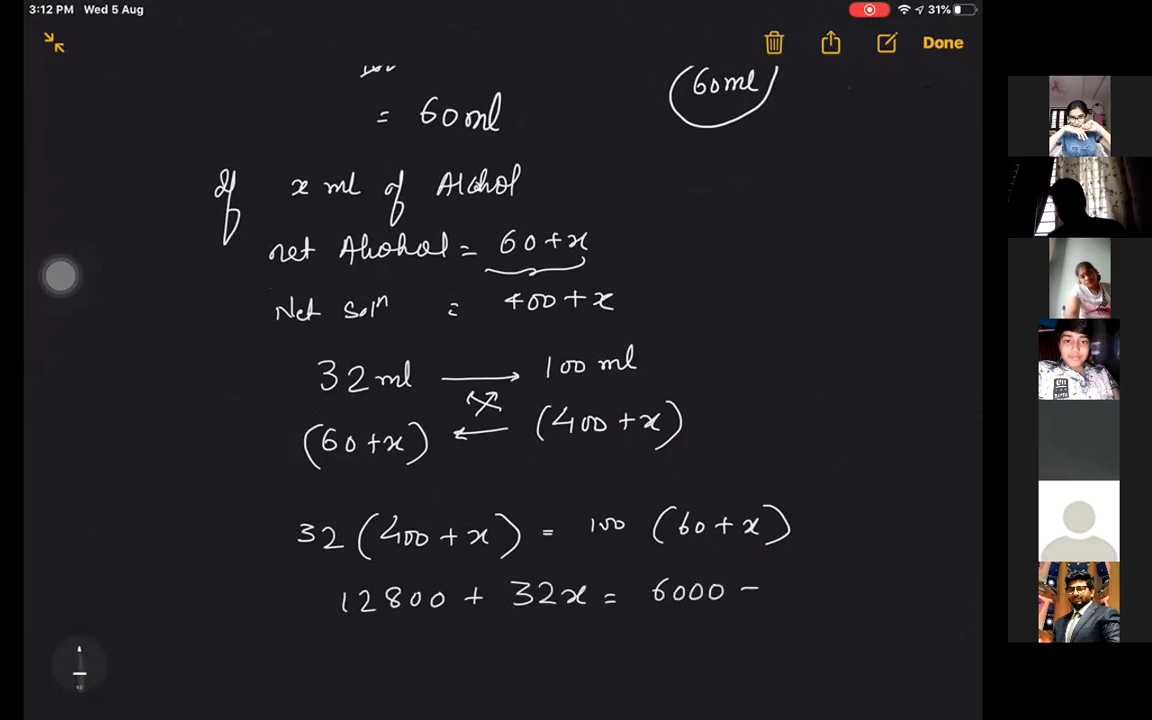 3:12 PM Wed 5 Aug
31%
Done
= 60ml
60ml
If x ml of Alcohol
net Alcohol = 60+x
Net Solⁿ = 400+x
32 ml → 100 ml
(60+x) ← (400+x)
32 (400+x) = 100 (60+x)
12800 + 32x = 6000 -